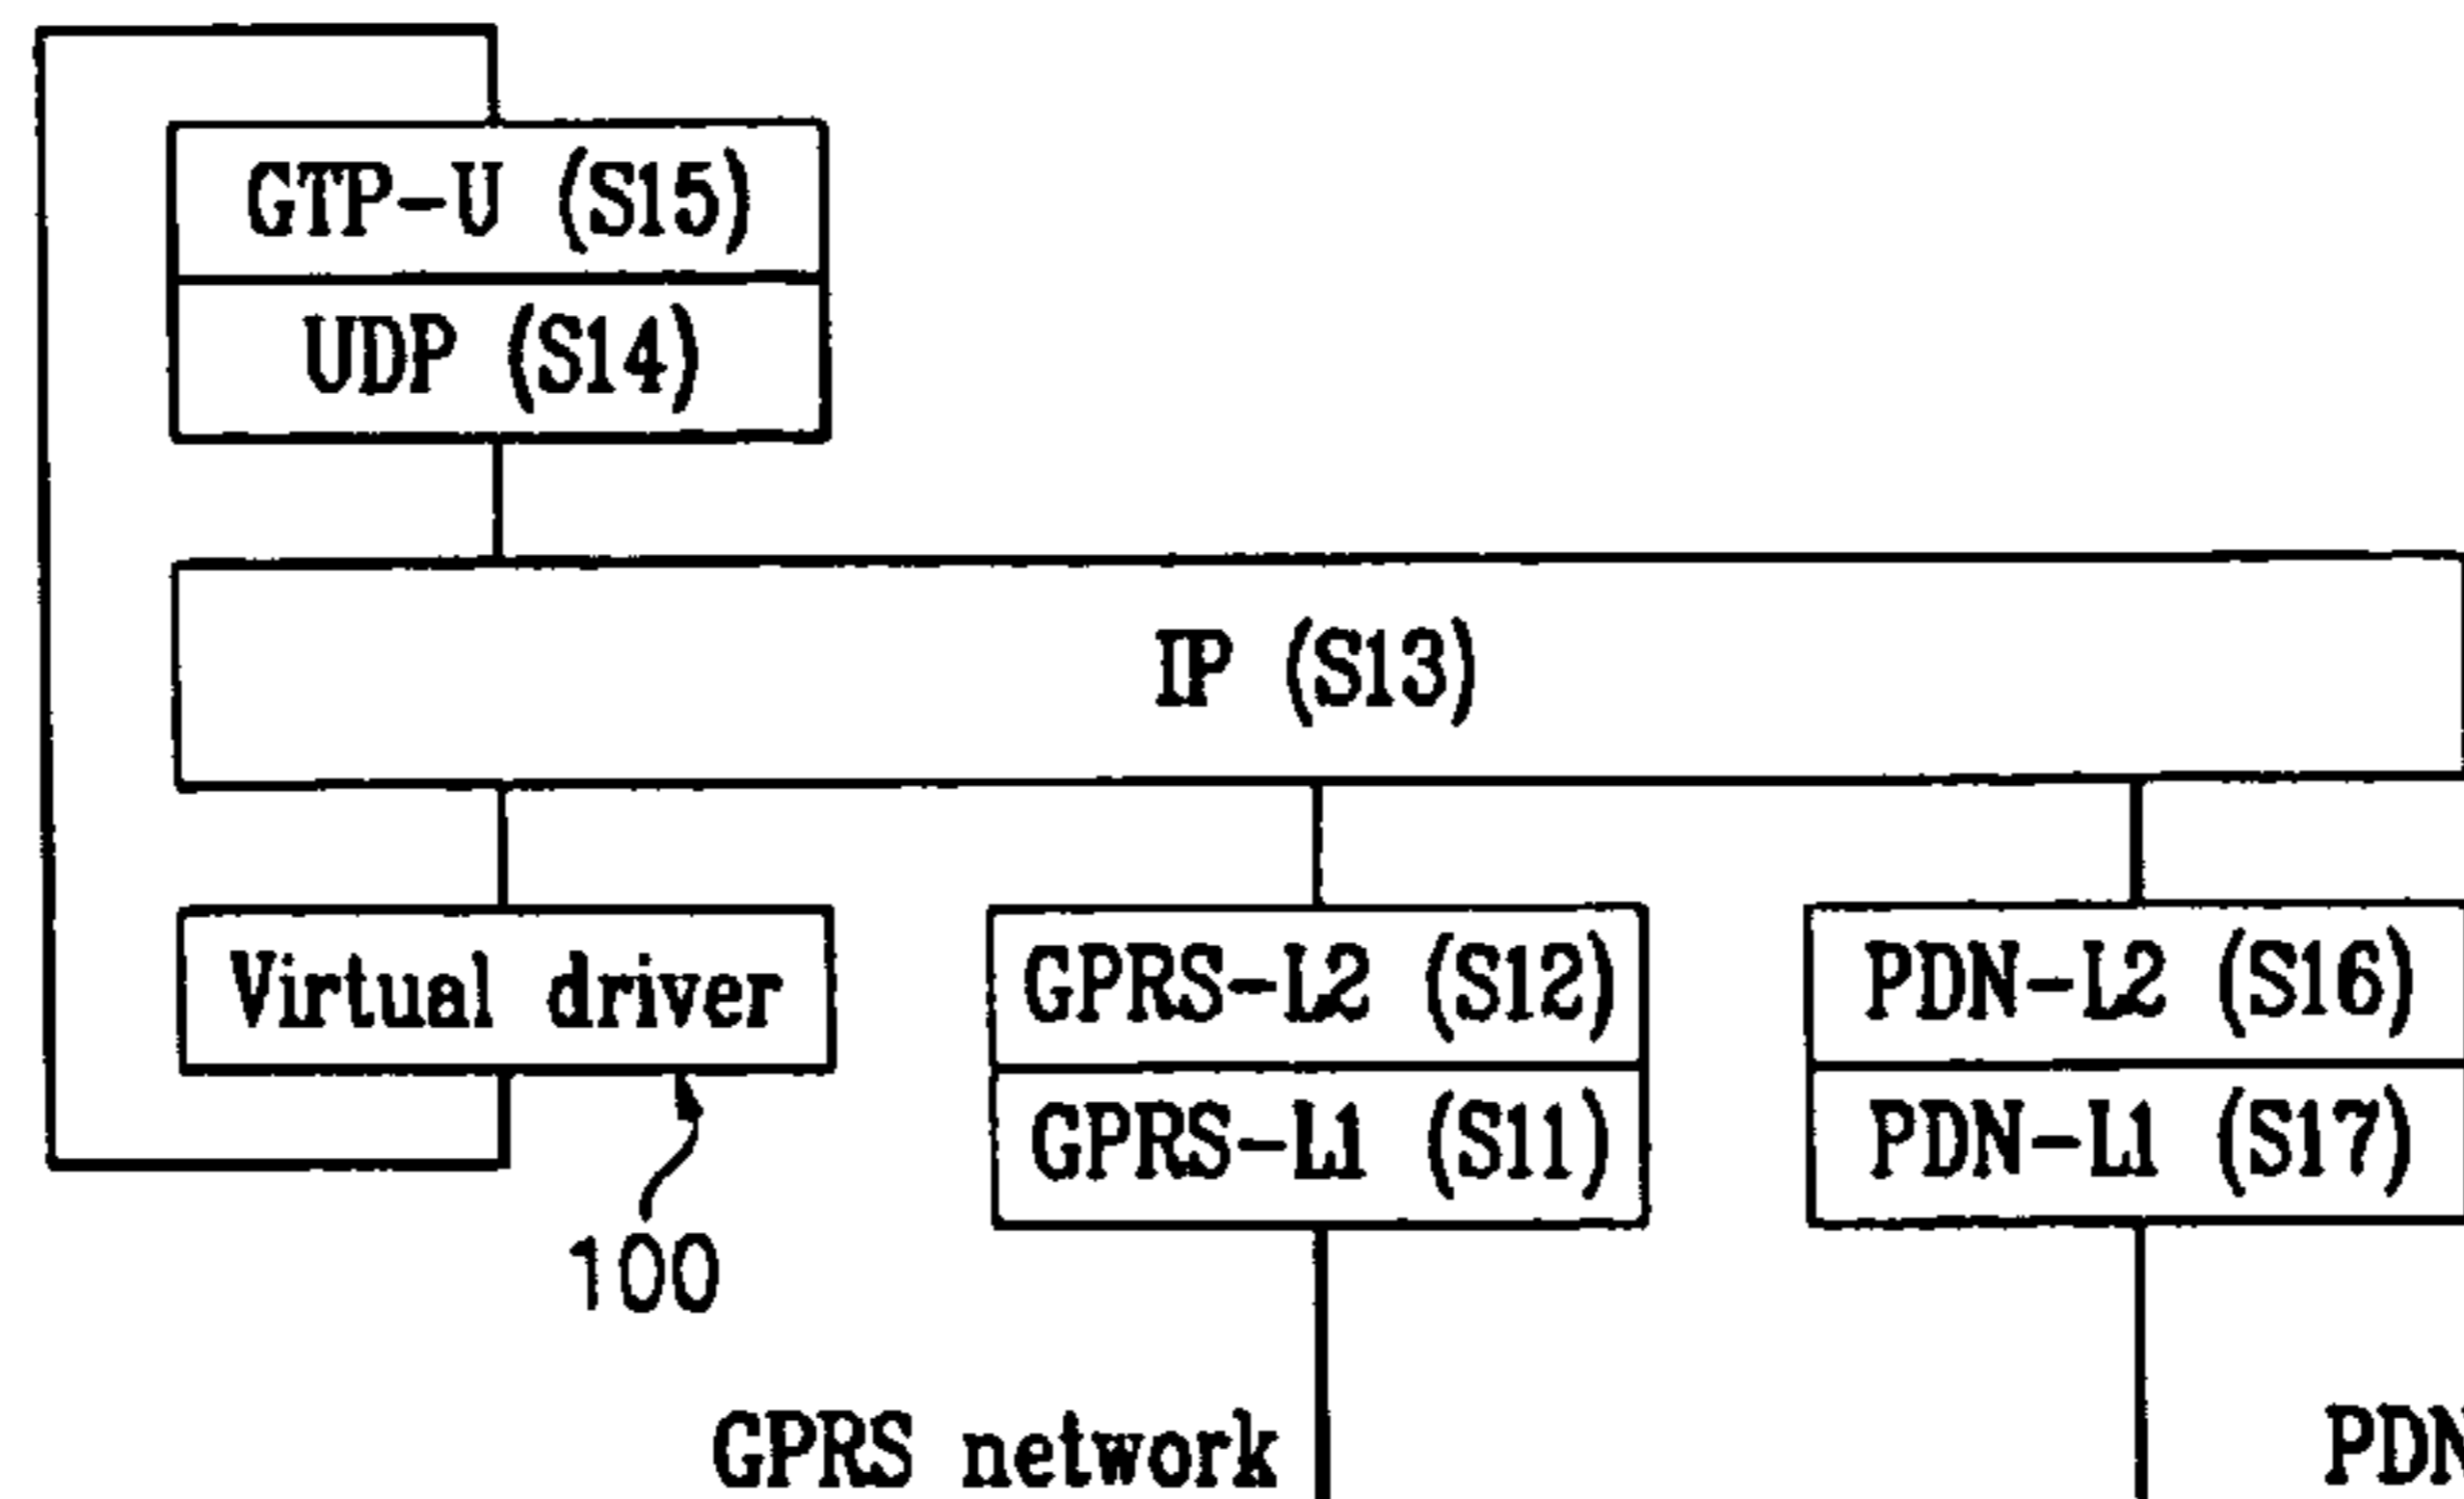 GTP-U (S15)
UDP (S14)
IP (S13)
Virtual driver
GPRS-L2 (S12)
PDN-L2 (S16)
GPRS-L1 (S11)
PDN-L1 (S17)
100
GPRS network
PDN